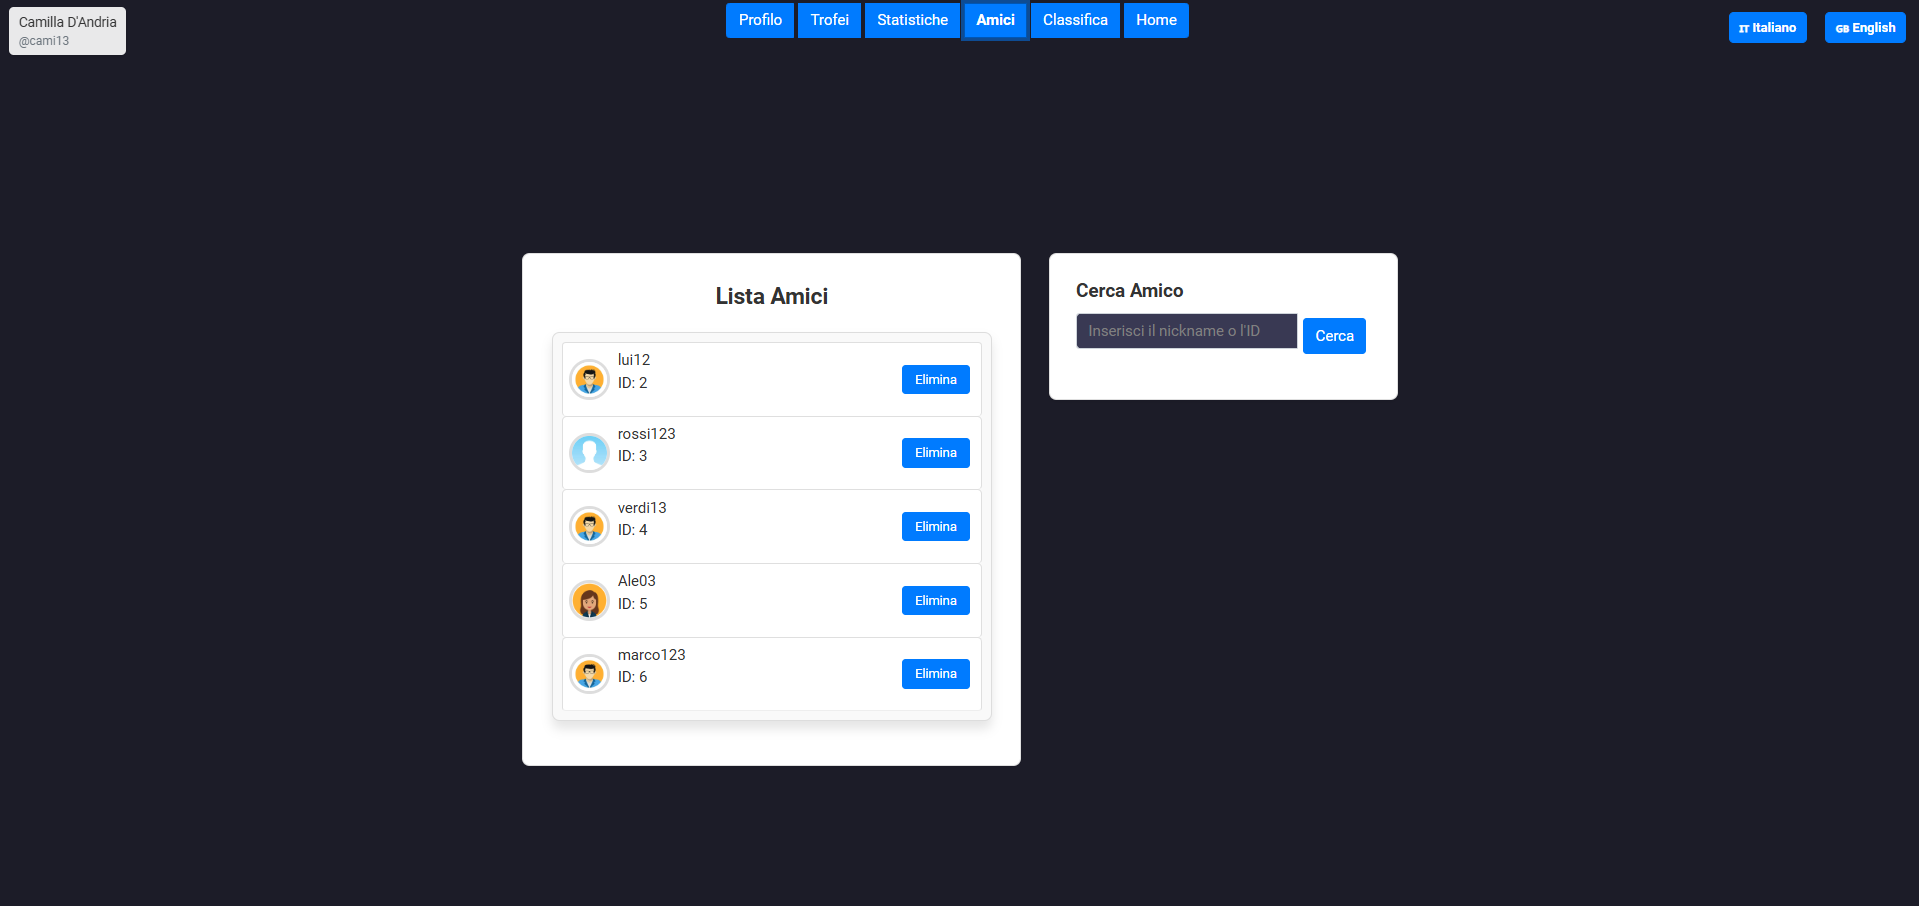 Camilla D'Andria
@cami13
Profilo
Trofei
Statistiche
Amici
Classifica
Home
IT Italiano
GB English
Lista Amici
lui12
ID: 2
Elimina
rossi123
ID: 3
Elimina
verdi13
ID: 4
Elimina
Ale03
ID: 5
Elimina
marco123
ID: 6
Elimina
Cerca Amico
Inserisci il nickname o l'ID
Cerca